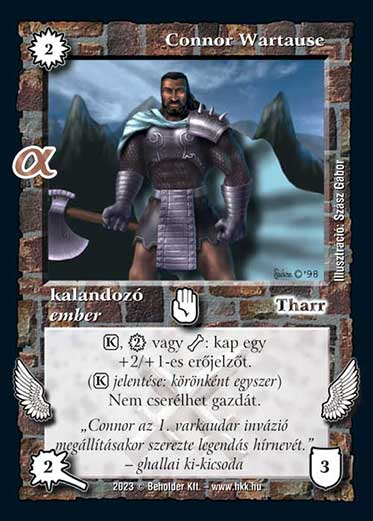 2
Connor Wartause
α
Illusztráció: Szász Gábor
© '98
kalandozó
ember
Tharr
K, 2 vagy : kap egy
+2/+1-es erőjelzőt.
(K jelentése: körönként egyszer)
Nem cserélhet gazdát.
„Connor az 1. varkaudar invázió
megállításakor szerezte legendás hírnevét.”
– ghallai ki-kicsoda
2
3
2023 © Beholder Kft. – www.hkk.hu